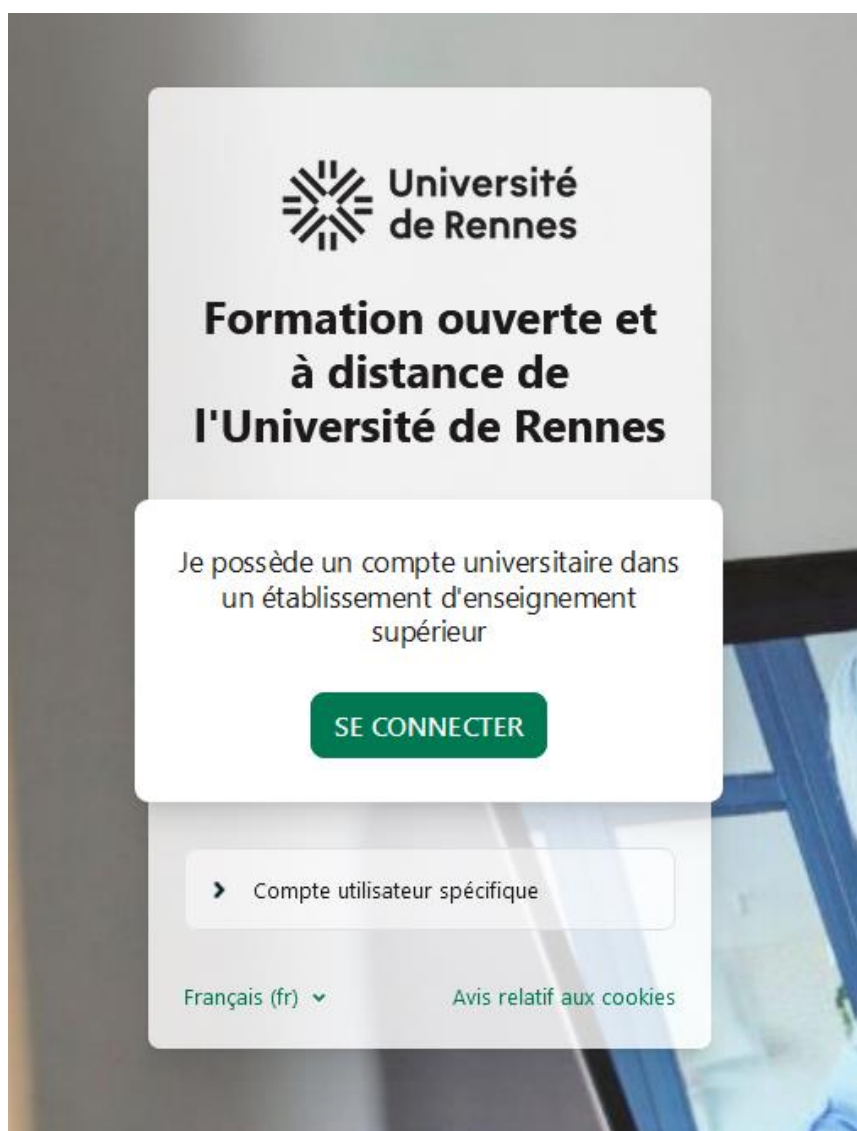 Université
de Rennes
Formation ouverte et
à distance de
l'Université de Rennes
Je possède un compte universitaire dans
un établissement d'enseignement
supérieur
SE CONNECTER
Compte utilisateur spécifique
Français (fr)
Avis relatif aux cookies